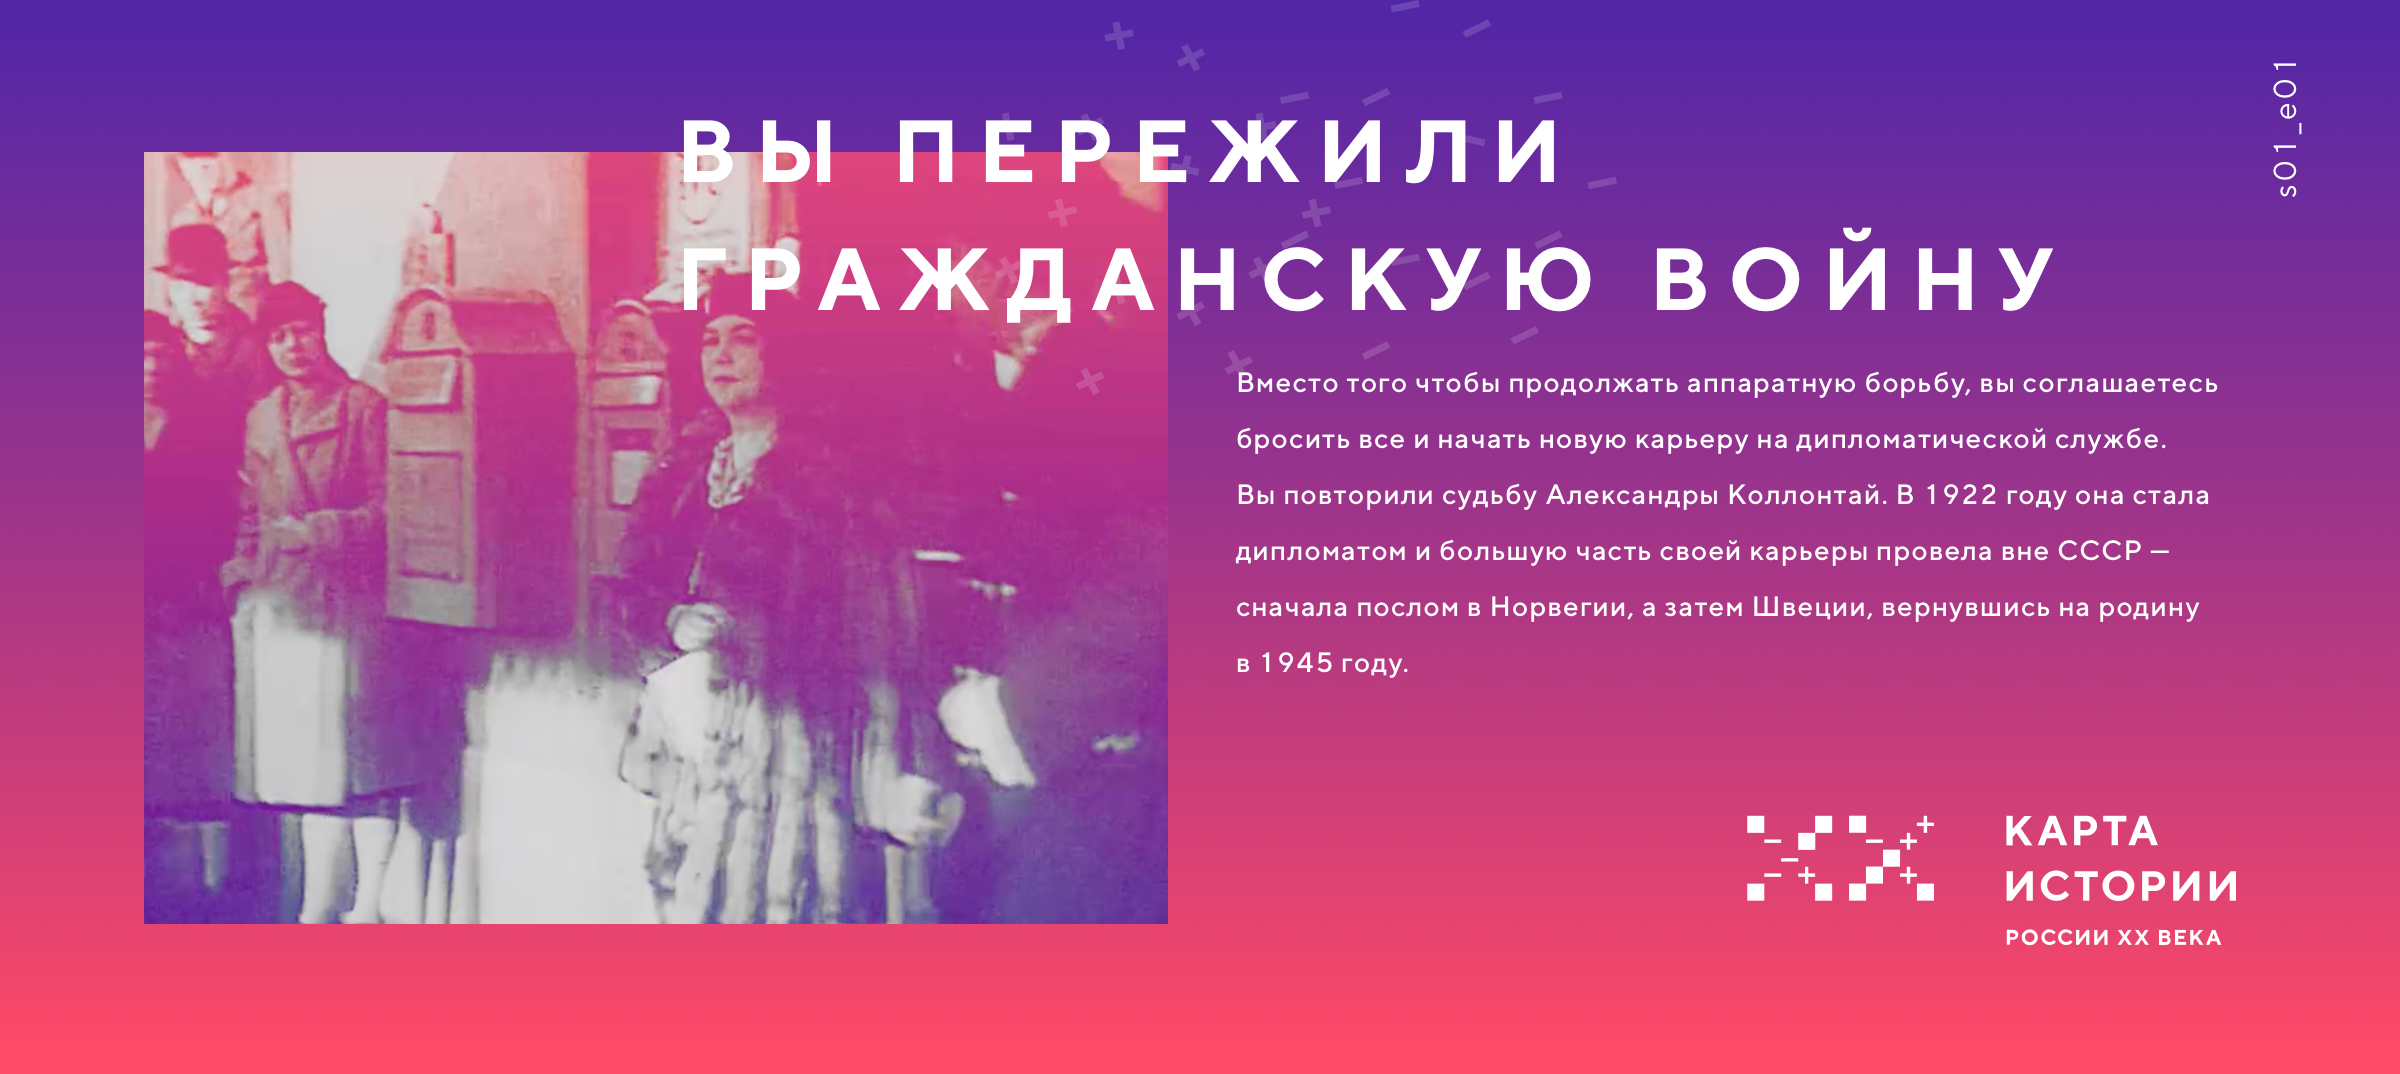 s01_e01
ВЫ ПЕРЕЖИЛИ
ГРАЖДАНСКУЮ ВОЙНУ
Вместо того чтобы продолжать аппаратную борьбу, вы соглашаетесь
бросить все и начать новую карьеру на дипломатической службе.
Вы повторили судьбу Александры Коллонтай. В 1922 году она стала
дипломатом и большую часть своей карьеры провела вне СССР —
сначала послом в Норвегии, а затем Швеции, вернувшись на родину
в 1945 году.
КАРТА
ИСТОРИИ
РОССИИ XX ВЕКА